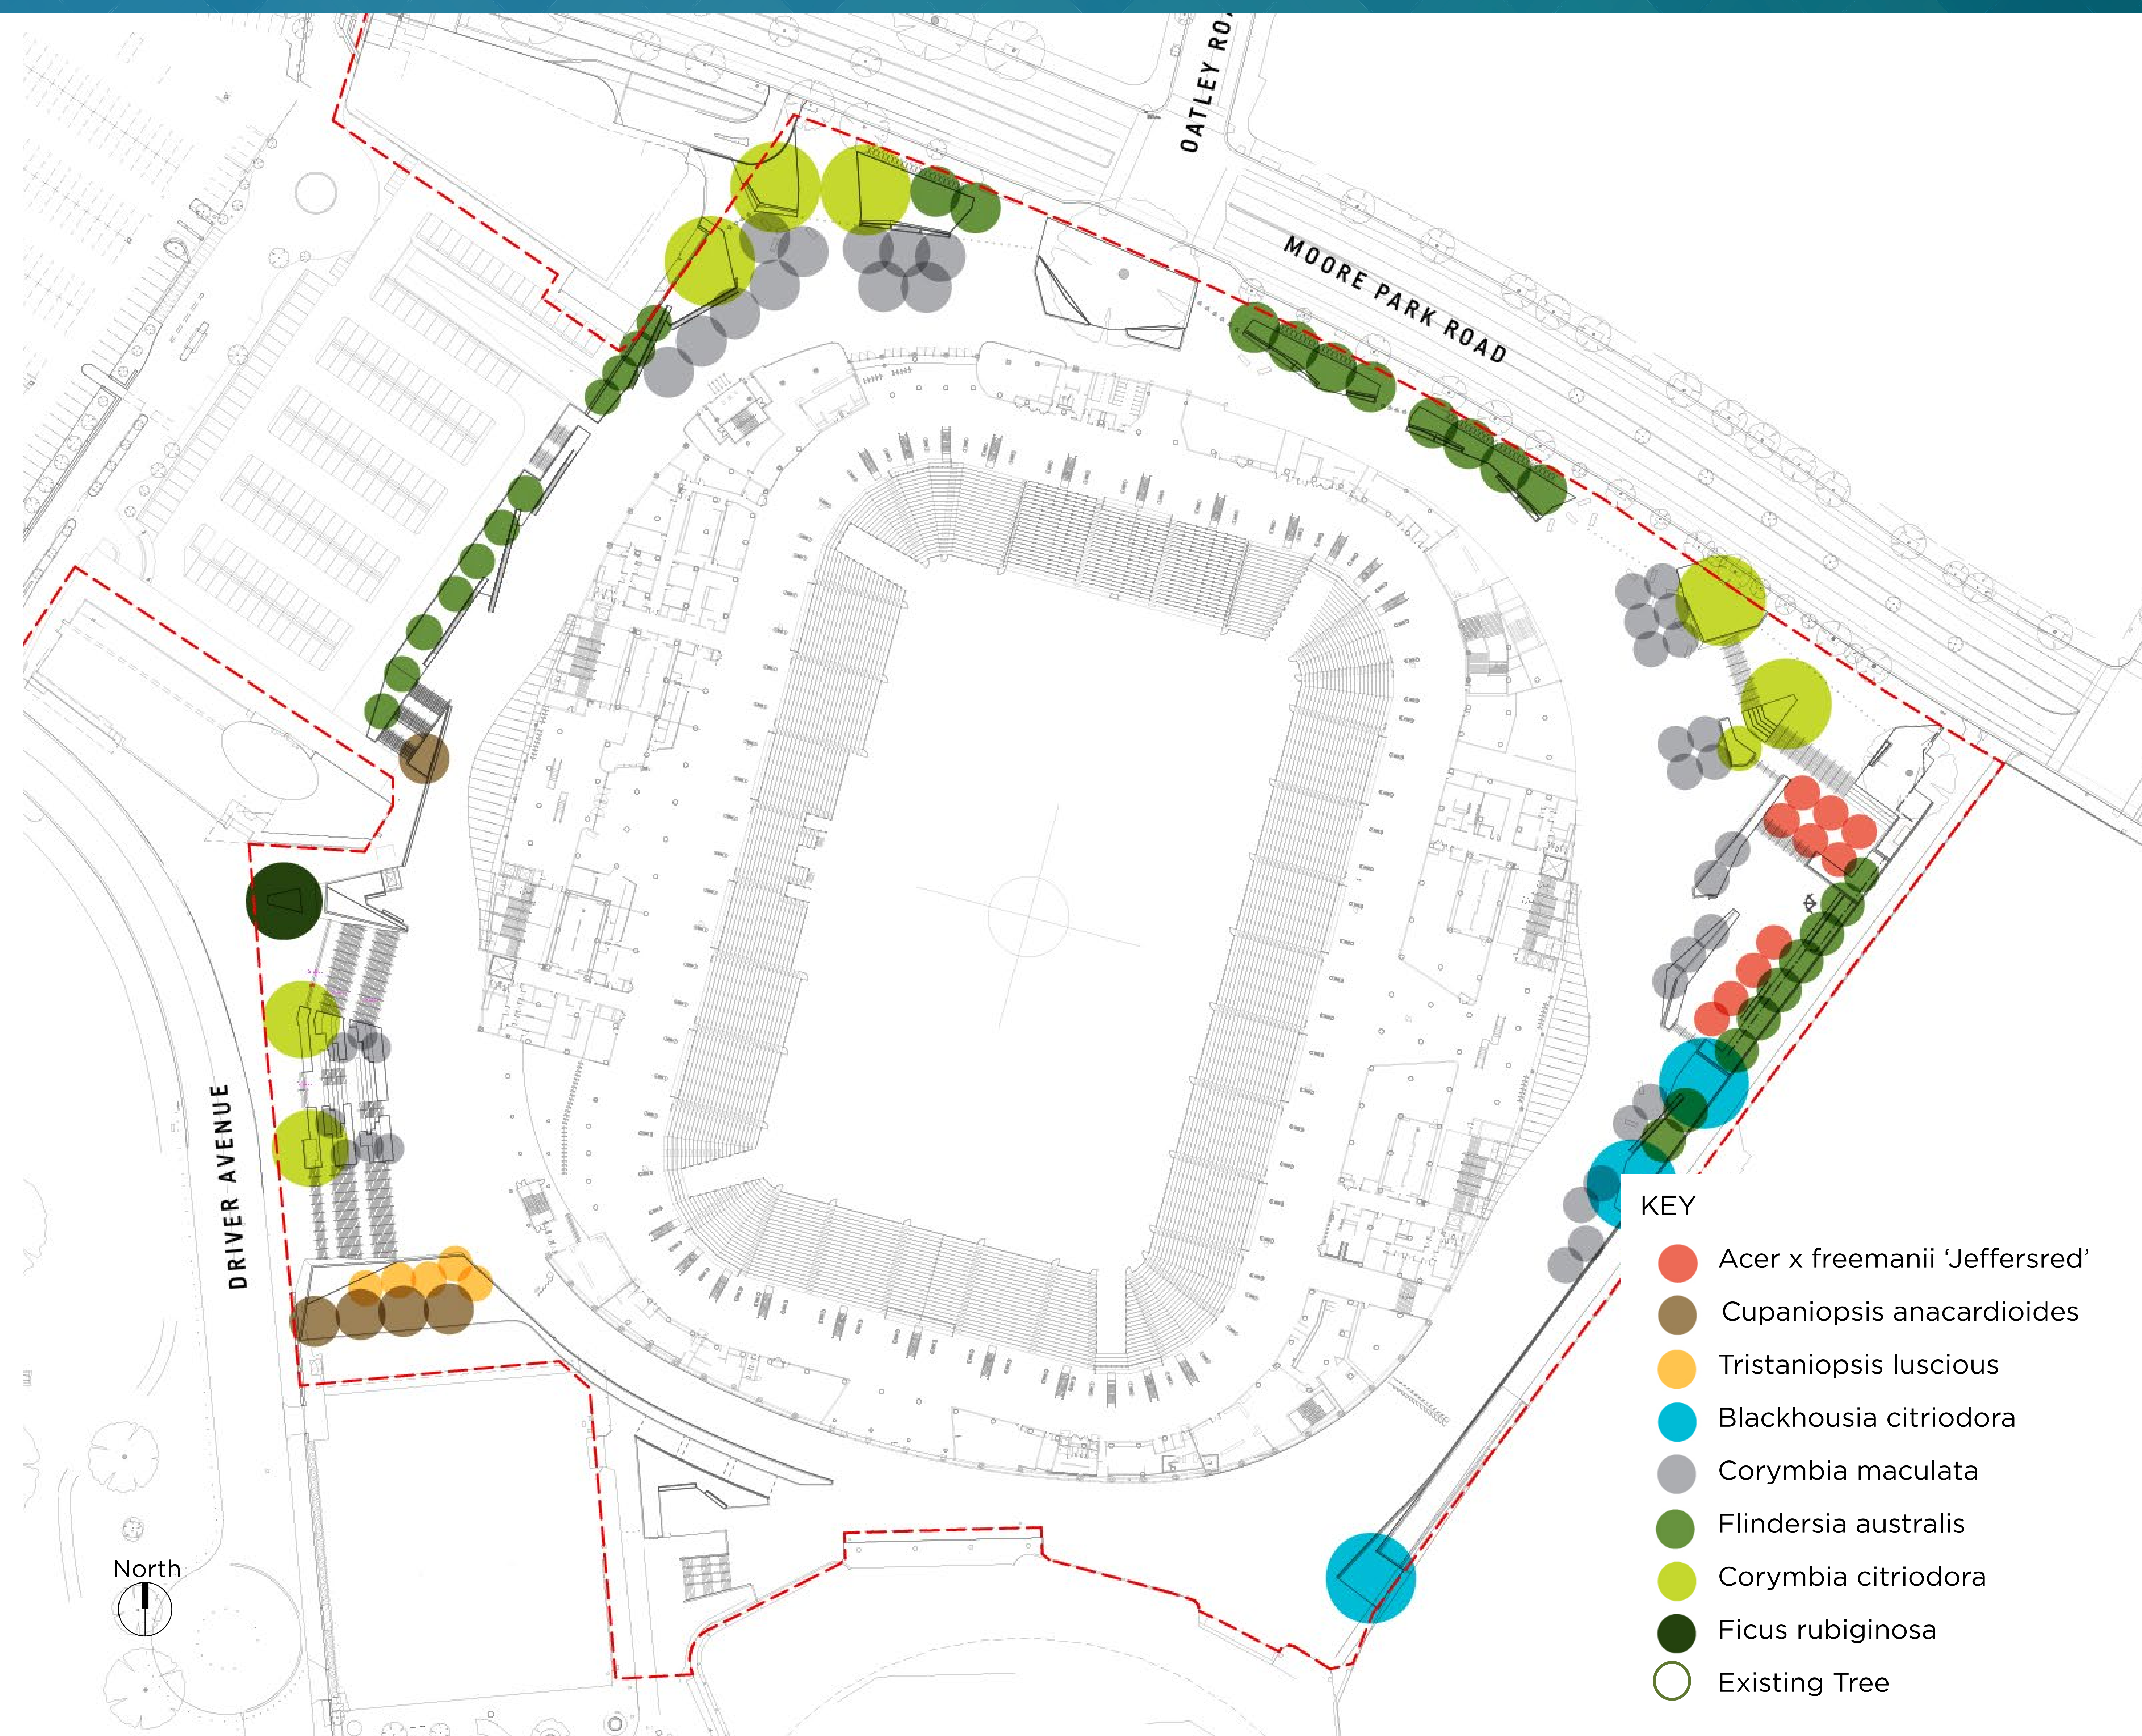 OATLEY ROA
MOORE PARK ROAD
DRIVER AVENUE
North
KEY
Acer x freemanii ‘Jeffersred’
Cupaniopsis anacardioides
Tristaniopsis luscious
Blackhousia citriodora
Corymbia maculata
Flindersia australis
Corymbia citriodora
Ficus rubiginosa
Existing Tree